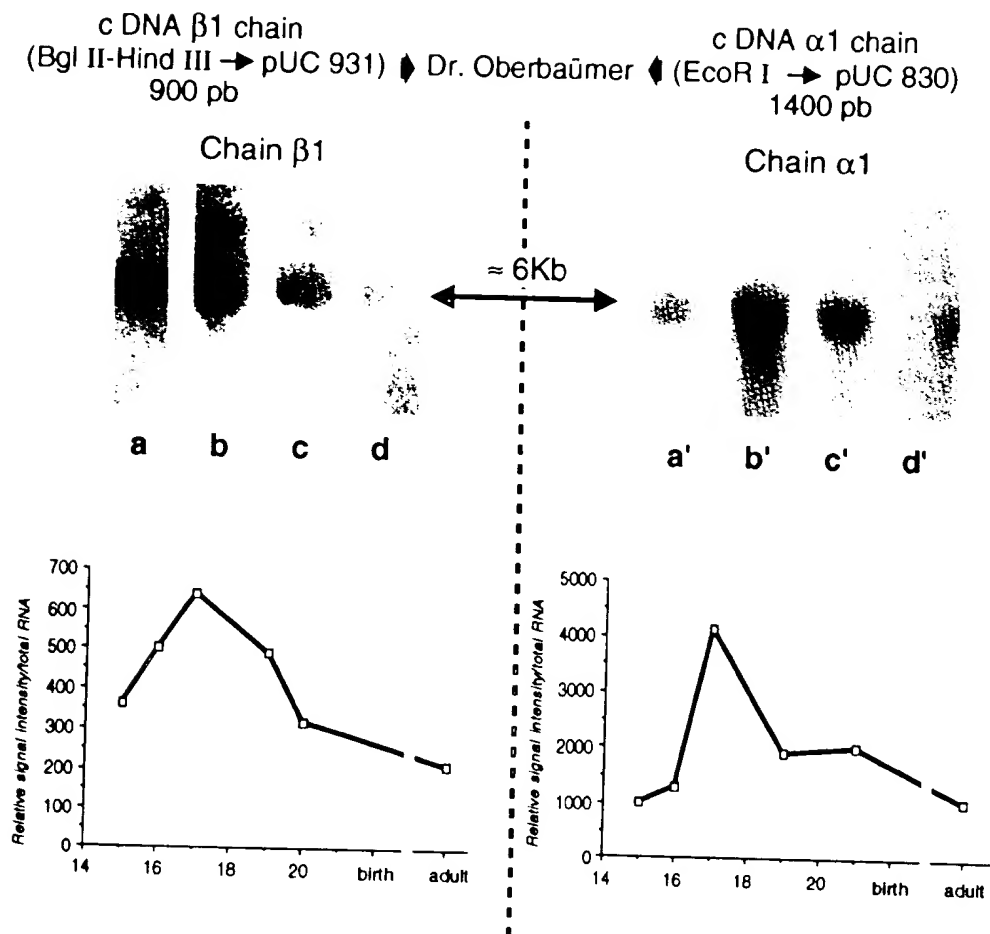 c DNA β1 chain
(Bgl II-Hind III → pUC 931)
900 pb
Dr. Oberbaümer
c DNA α1 chain
(EcoR I → pUC 830)
1400 pb
Chain β1
Chain α1
≈ 6Kb
a b c d
a' b' c' d'
Relative signal intensity/total RNA
700
600
500
400
300
200
100
0
14 16 18 20 birth adult
Relative signal intensity/total RNA
5000
4000
3000
2000
1000
0
14 16 18 20 birth adult